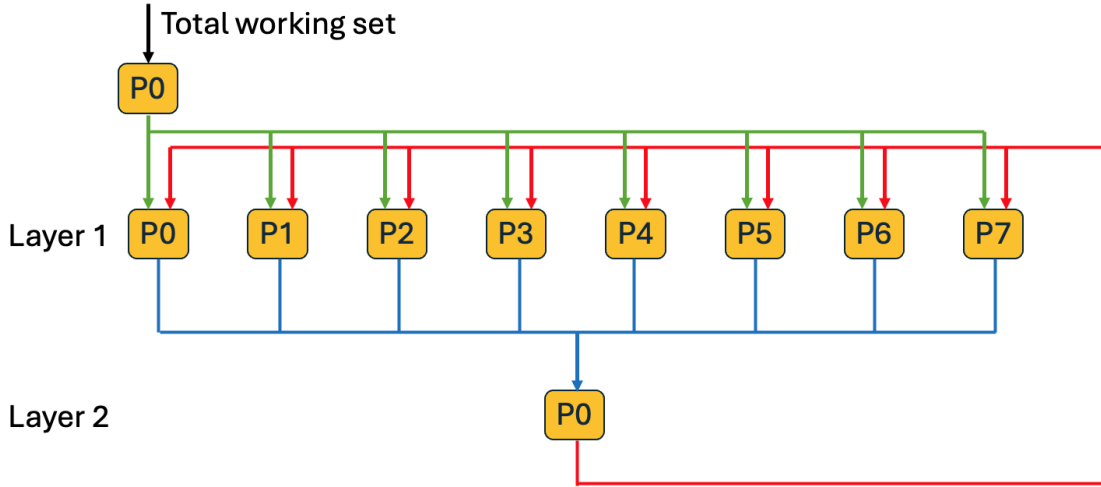 Total working set
P0
Layer 1
P0
P1
P2
P3
P4
P5
P6
P7
Layer 2
P0